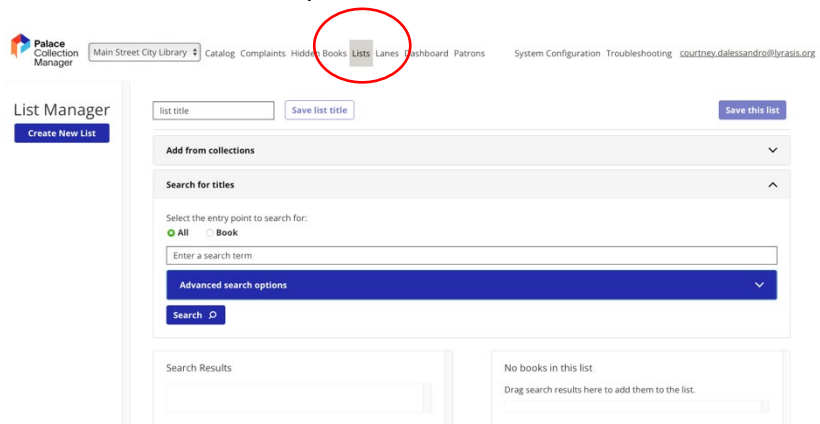 Palace
Collection
Manager
Main Street City Library Catalog Complaints Hidden Books Lists Lanes Dashboard Patrons System Configuration Troubleshooting courtney.dalessandro@lyrasis.org
List Manager
Create New List
list title
Save list title
Save this list
Add from collections
Search for titles
Select the entry point to search for:
All Book
Enter a search term
Advanced search options
Search
Search Results
No books in this list
Drag search results here to add them to the list.